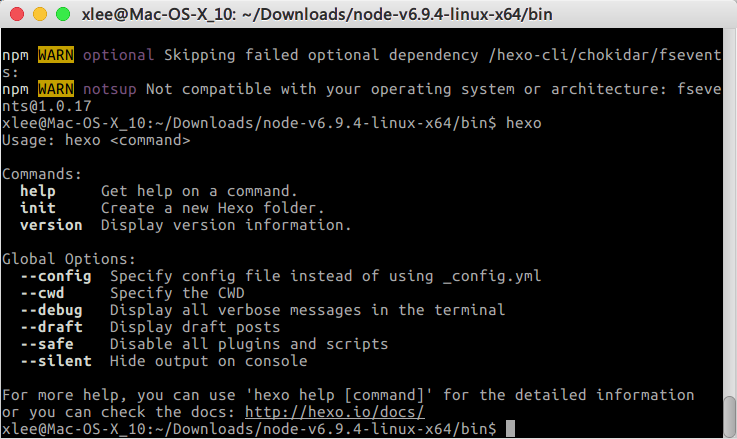 xlee@Mac-OS-X_10: ~/Downloads/node-v6.9.4-linux-x64/bin
npm WARN optional Skipping failed optional dependency /hexo-cli/chokidar/fsevent
s:
npm WARN notsup Not compatible with your operating system or architecture: fseve
nts@1.0.17
xlee@Mac-OS-X_10:~/Downloads/node-v6.9.4-linux-x64/bin$ hexo
Usage: hexo <command>
Commands:
help     Get help on a command.
init     Create a new Hexo folder.
version  Display version information.
Global Options:
--config  Specify config file instead of using _config.yml
--cwd     Specify the CWD
--debug   Display all verbose messages in the terminal
--draft   Display draft posts
--safe    Disable all plugins and scripts
--silent  Hide output on console
For more help, you can use 'hexo help [command]' for the detailed information
or you can check the docs: http://hexo.io/docs/
xlee@Mac-OS-X_10:~/Downloads/node-v6.9.4-linux-x64/bin$